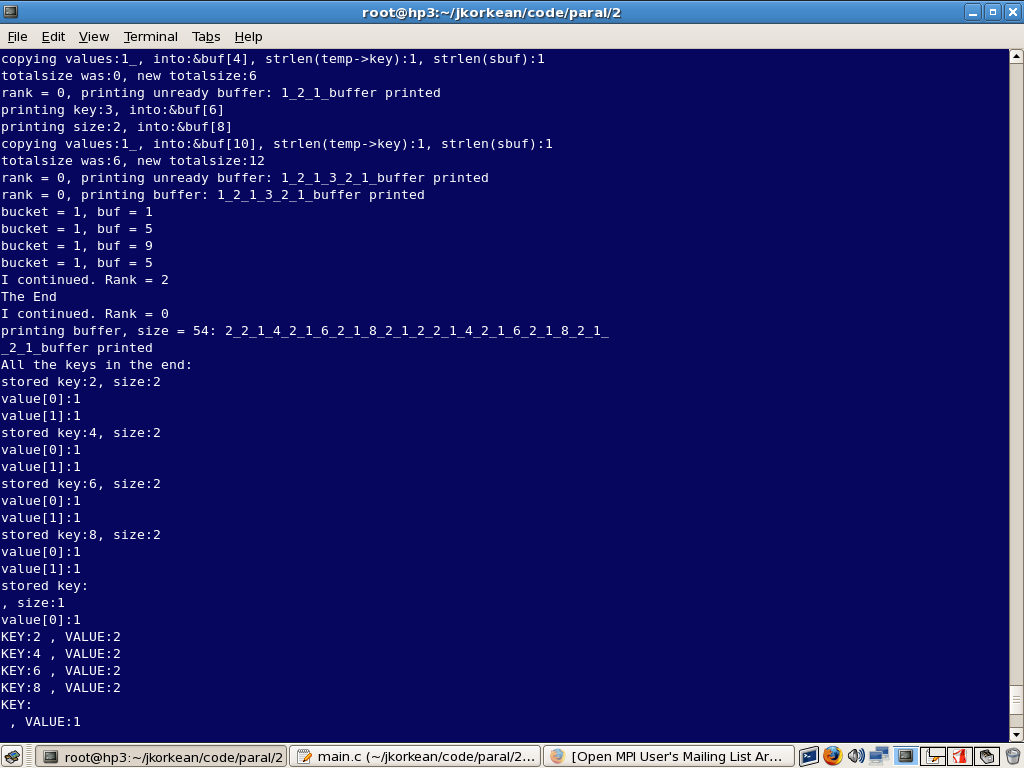 root@hp3:~/jkorkean/code/paral/2
File Edit View Terminal Tabs Help
copying values:1_, into:&buf[4], strlen(temp->key):1, strlen(sbuf):1
totalsize was:0, new totalsize:6
rank = 0, printing unready buffer: 1_2_1_buffer printed
printing key:3, into:&buf[6]
printing size:2, into:&buf[8]
copying values:1_, into:&buf[10], strlen(temp->key):1, strlen(sbuf):1
totalsize was:6, new totalsize:12
rank = 0, printing unready buffer: 1_2_1_3_2_1_buffer printed
rank = 0, printing buffer: 1_2_1_3_2_1_buffer printed
bucket = 1, buf = 1
bucket = 1, buf = 5
bucket = 1, buf = 9
bucket = 1, buf = 5
I continued. Rank = 2
The End
I continued. Rank = 0
printing buffer, size = 54: 2_2_1_4_2_1_6_2_1_8_2_1_2_2_1_4_2_1_6_2_1_8_2_1_
_2_1_buffer printed
All the keys in the end:
stored key:2, size:2
value[0]:1
value[1]:1
stored key:4, size:2
value[0]:1
value[1]:1
stored key:6, size:2
value[0]:1
value[1]:1
stored key:8, size:2
value[0]:1
value[1]:1
stored key:
, size:1
value[0]:1
KEY:2 , VALUE:2
KEY:4 , VALUE:2
KEY:6 , VALUE:2
KEY:8 , VALUE:2
KEY:
 , VALUE:1
root@hp3:~/jkorkean/code/paral/2
main.c (~/jkorkean/code/paral/2...
[Open MPI User's Mailing List Ar...